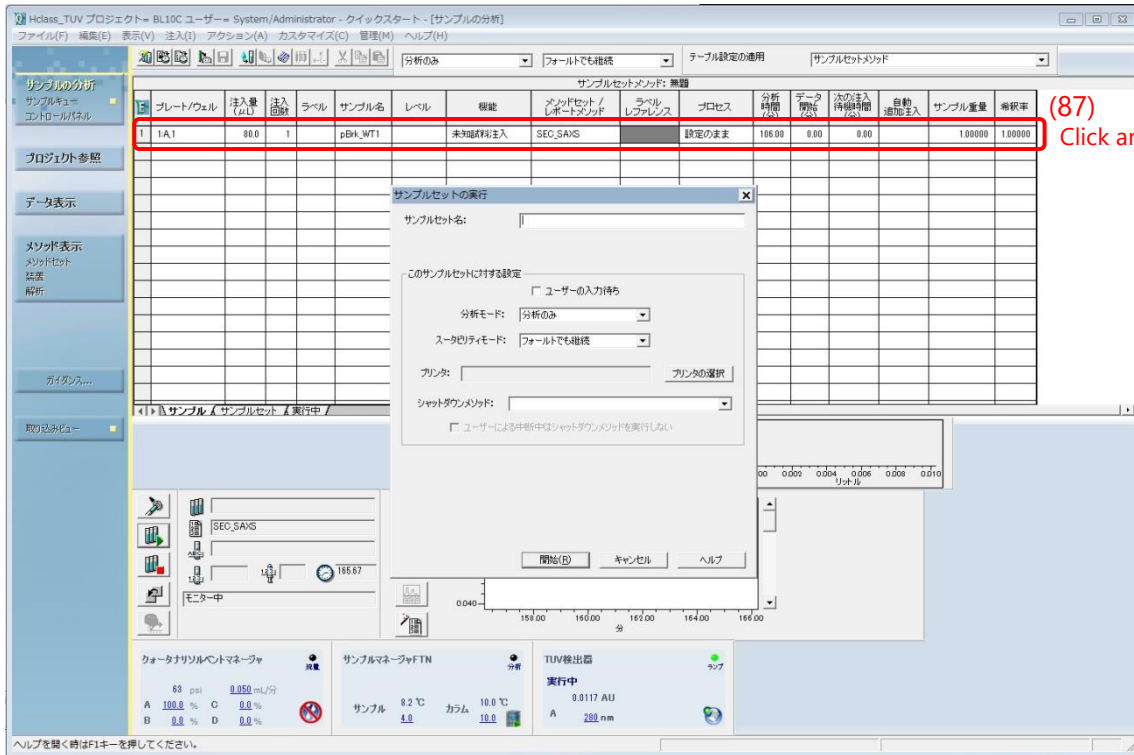 Hclass_TUV プロジェクト= BL10C ユーザー= System/Administrator - クイックスタート - [サンプルの分析]
ファイル(F) 編集(E) 表示(V) 注入(I) アクション(A) カスタマイズ(C) 管理(M) ヘルプ(H)
分析のみ フォールトでも継続 テーブル設定の適用 サンプルセットメソッド
サンプルの分析
サンプルキュー
コントロールパネル
プロジェクト参照
データ表示
メソッド表示
メソッドセット
装置
解析
ガイダンス...
取り込みビュー
サンプルセットメソッド: 無題
プレート/ウェル 注入量(μL) 注入回数 ラベル サンプル名 レベル 機能 メソッドセット / レポートメソッド ラベルレファレンス プロセス 分析時間(分) データ開始(分) 次の注入待機時間(分) 自動追加注入 サンプル重量 希釈率
1 1:A,1 80.0 1 pBrk_WT1 未知試料注入 SEC_SAXS 設定のまま 106.00 0.00 0.00 1.00000 1.00000
(87)
Click an
サンプルセットの実行
サンプルセット名:
このサンプルセットに対する設定
ユーザーの入力待ち
分析モード: 分析のみ
スータビリティモード: フォールトでも継続
プリンタ: プリンタの選択
シャットダウンメソッド:
ユーザーによる中断中はシャットダウンメソッドを実行しない
開始(R) キャンセル ヘルプ
サンプル サンプルセット 実行中
00 0.002 0.004 0.006 0.008 0.010
リットル
SEC_SAXS
165.67
モニター中
0.040
158.00 160.00 162.00 164.00 166.00
分
クォータナリソルベントマネージャ
63 psi 0.050 mL/分
A 100.0 % C 0.0 %
B 0.0 % D 0.0 %
サンプルマネージャFTN 分析
サンプル 8.2 ℃ カラム 10.0 ℃
4.0 10.0
TUV検出器 ランプ
実行中
0.0117 AU
A 280 nm
ヘルプを開く時はF1キーを押してください。